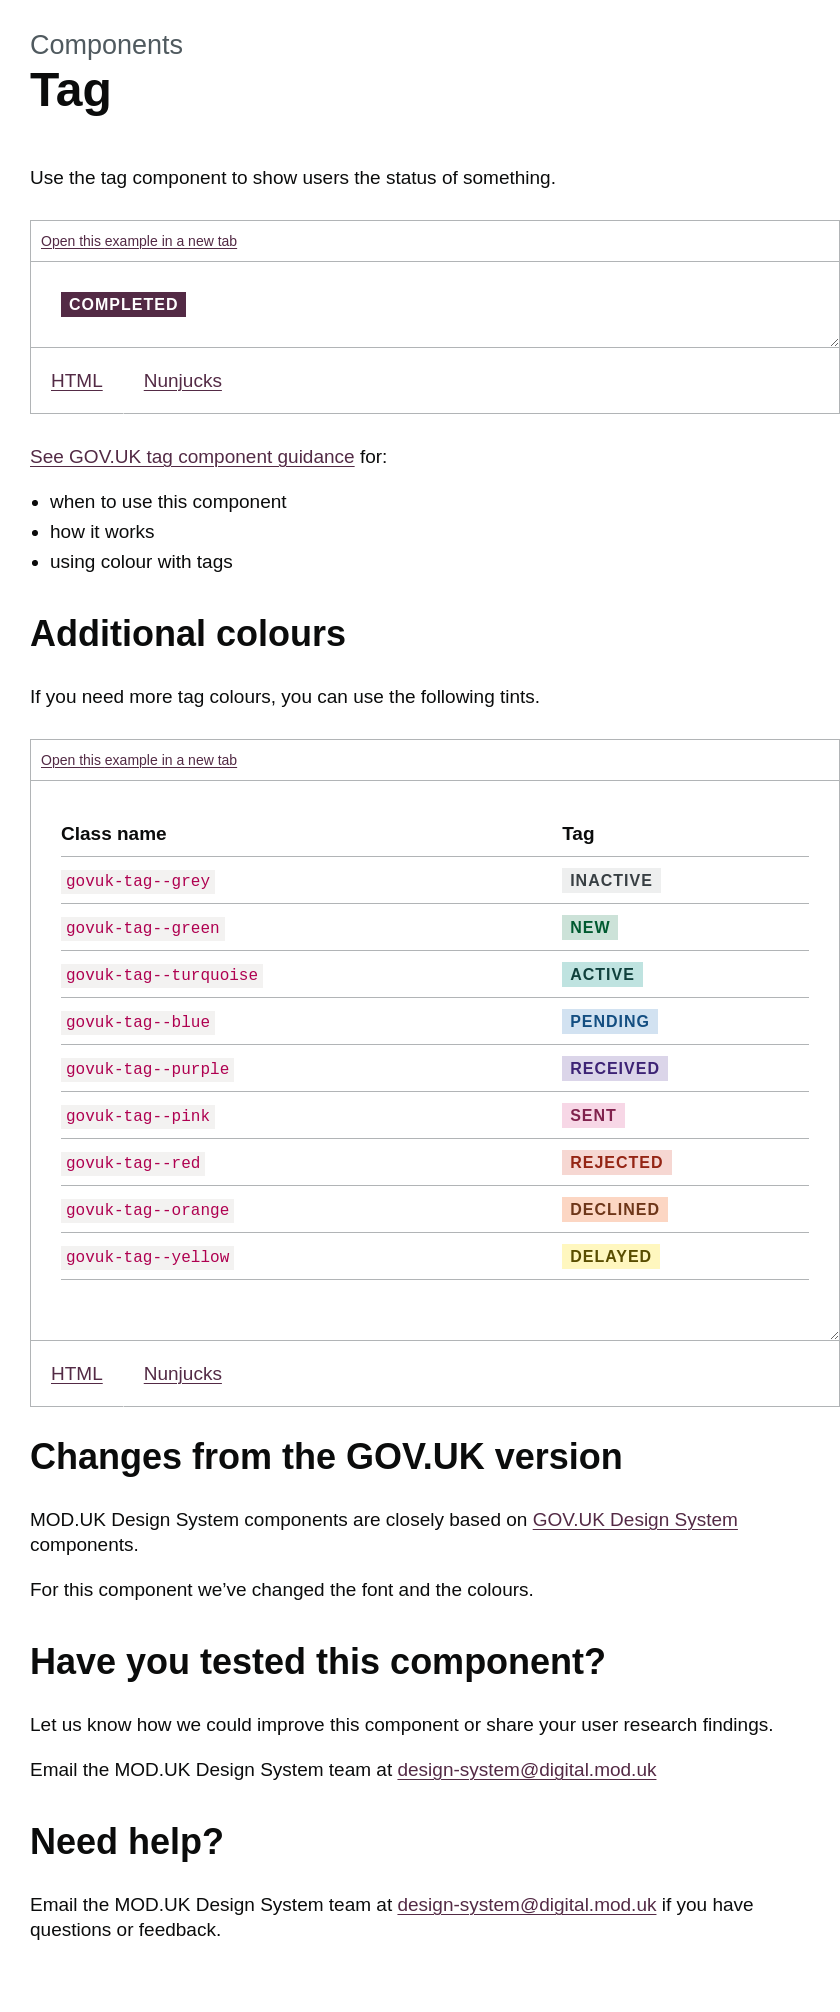 Components
Tag
Use the tag component to show users the status of something.
Open this example in a new tab
COMPLETED
HTML Nunjucks
See GOV.UK tag component guidance for:
• when to use this component
• how it works
• using colour with tags
Additional colours
If you need more tag colours, you can use the following tints.
Open this example in a new tab
Class name Tag
govuk-tag--grey INACTIVE
govuk-tag--green NEW
govuk-tag--turquoise ACTIVE
govuk-tag--blue PENDING
govuk-tag--purple RECEIVED
govuk-tag--pink SENT
govuk-tag--red REJECTED
govuk-tag--orange DECLINED
govuk-tag--yellow DELAYED
HTML Nunjucks
Changes from the GOV.UK version
MOD.UK Design System components are closely based on GOV.UK Design System
components.
For this component we’ve changed the font and the colours.
Have you tested this component?
Let us know how we could improve this component or share your user research findings.
Email the MOD.UK Design System team at design-system@digital.mod.uk
Need help?
Email the MOD.UK Design System team at design-system@digital.mod.uk if you have
questions or feedback.